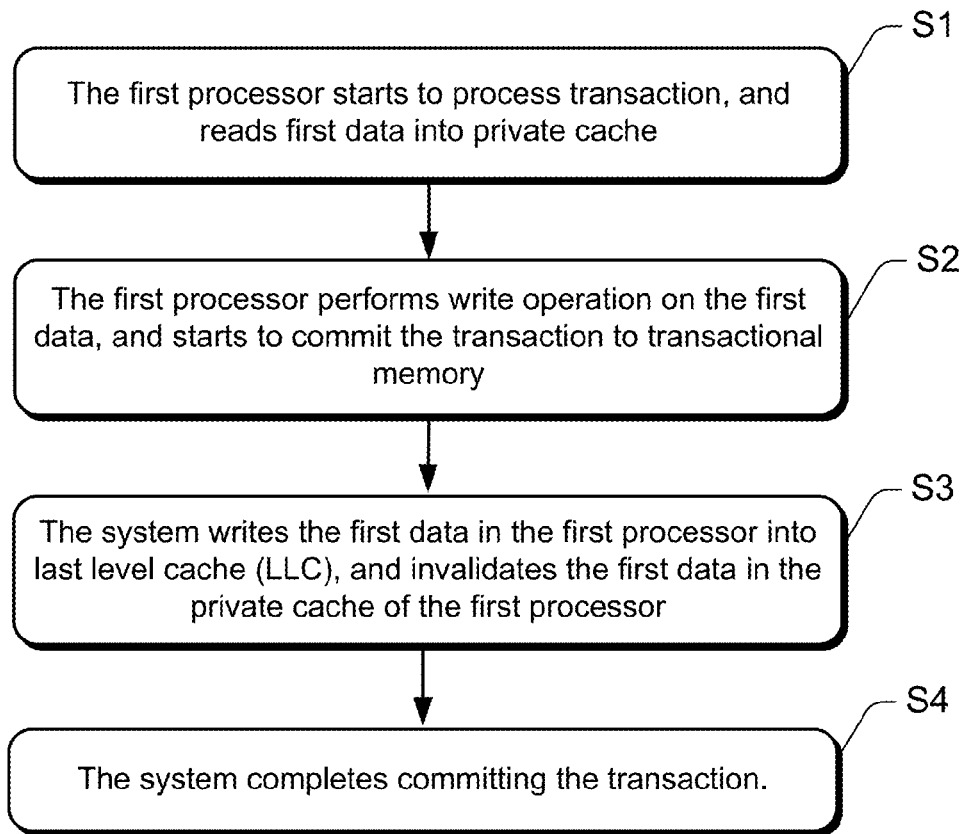 S1
The first processor starts to process transaction, and
reads first data into private cache
S2
The first processor performs write operation on the first
data, and starts to commit the transaction to transactional
memory
S3
The system writes the first data in the first processor into
last level cache (LLC), and invalidates the first data in the
private cache of the first processor
S4
The system completes committing the transaction.